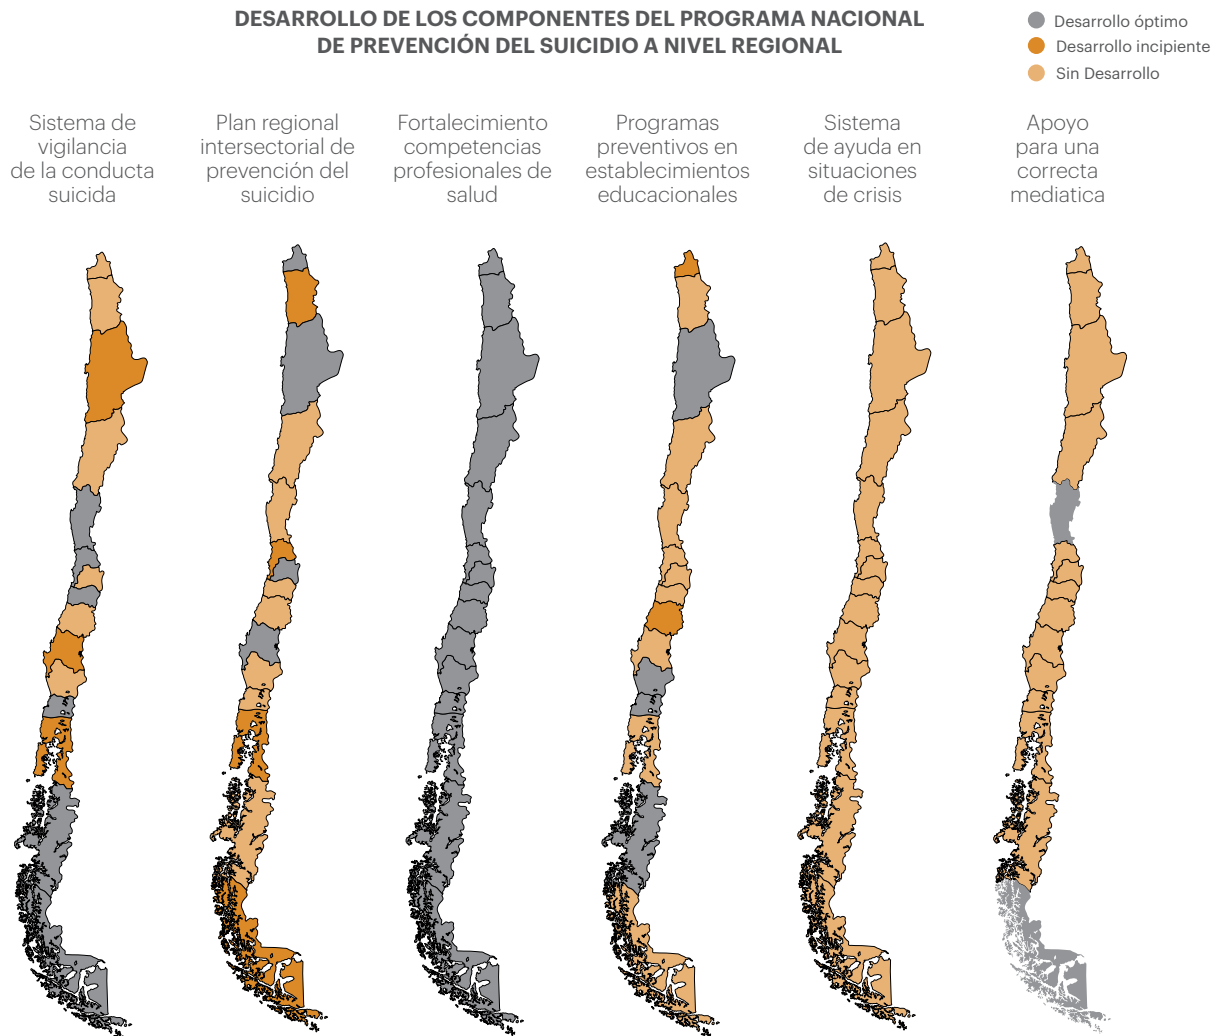 DESARROLLO DE LOS COMPONENTES DEL PROGRAMA NACIONAL
DE PREVENCIÓN DEL SUICIDIO A NIVEL REGIONAL
Desarrollo óptimo
Desarrollo incipiente
Sin Desarrollo
Sistema de
vigilancia
de la conducta
suicida
Plan regional
intersectorial de
prevención del
suicidio
Fortalecimiento
competencias
profesionales de
salud
Programas
preventivos en
establecimientos
educacionales
Sistema
de ayuda en
situaciones
de crisis
Apoyo
para una
correcta
mediatica